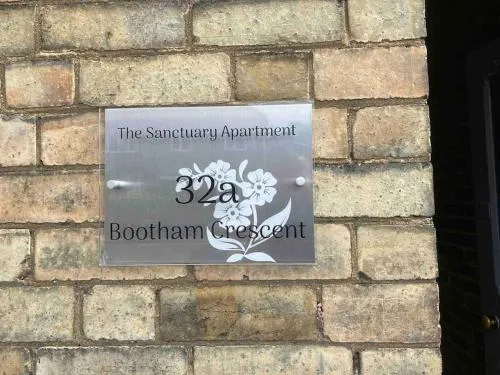 The Sanctuary Apartment
32a
Bootham Crescent